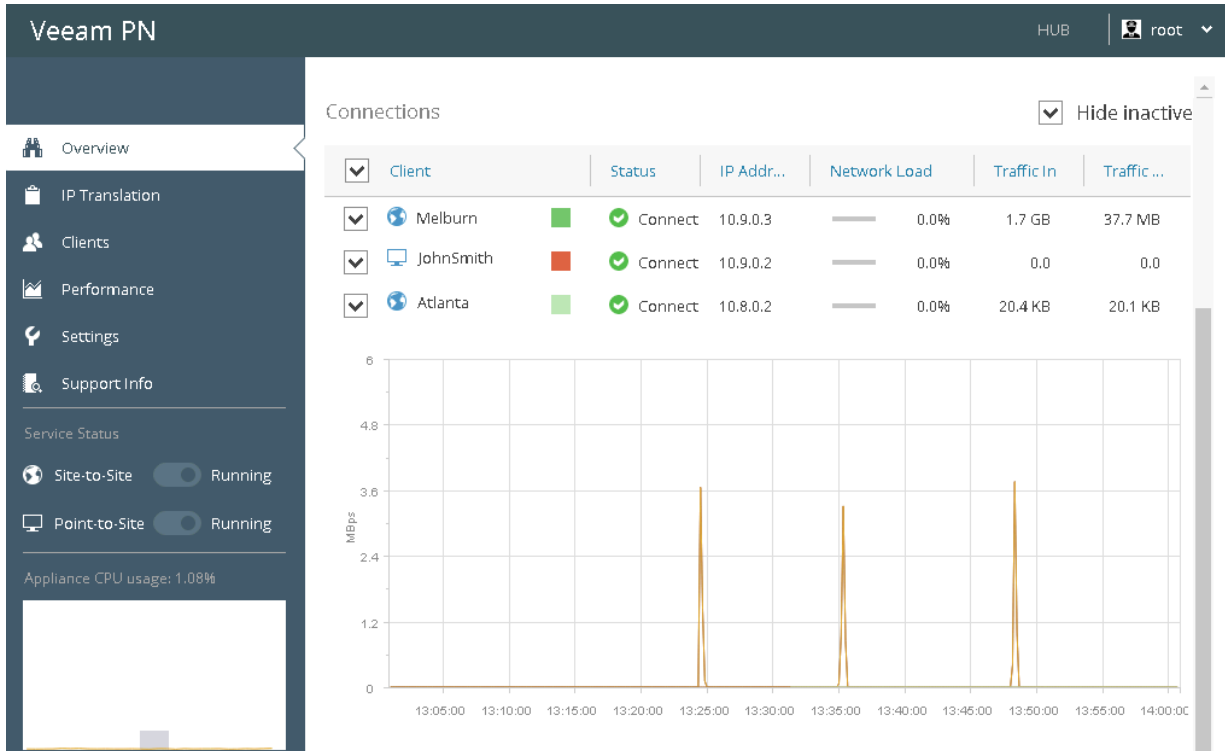 Veeam PN HUB root
Connections Hide inactive
Overview
IP Translation
Clients
Performance
Settings
Support Info
Service Status
Site-to-Site Running
Point-to-Site Running
Appliance CPU usage: 1.08%
Client Status IP Addr... Network Load Traffic In Traffic ...
Melburn Connect 10.9.0.3 0.0% 1.7 GB 37.7 MB
JohnSmith Connect 10.9.0.2 0.0% 0.0 0.0
Atlanta Connect 10.8.0.2 0.0% 20.4 KB 20.1 KB
6
4.8
3.6
2.4
1.2
0
MBps
13:05:00 13:10:00 13:15:00 13:20:00 13:25:00 13:30:00 13:35:00 13:40:00 13:45:00 13:50:00 13:55:00 14:00:00